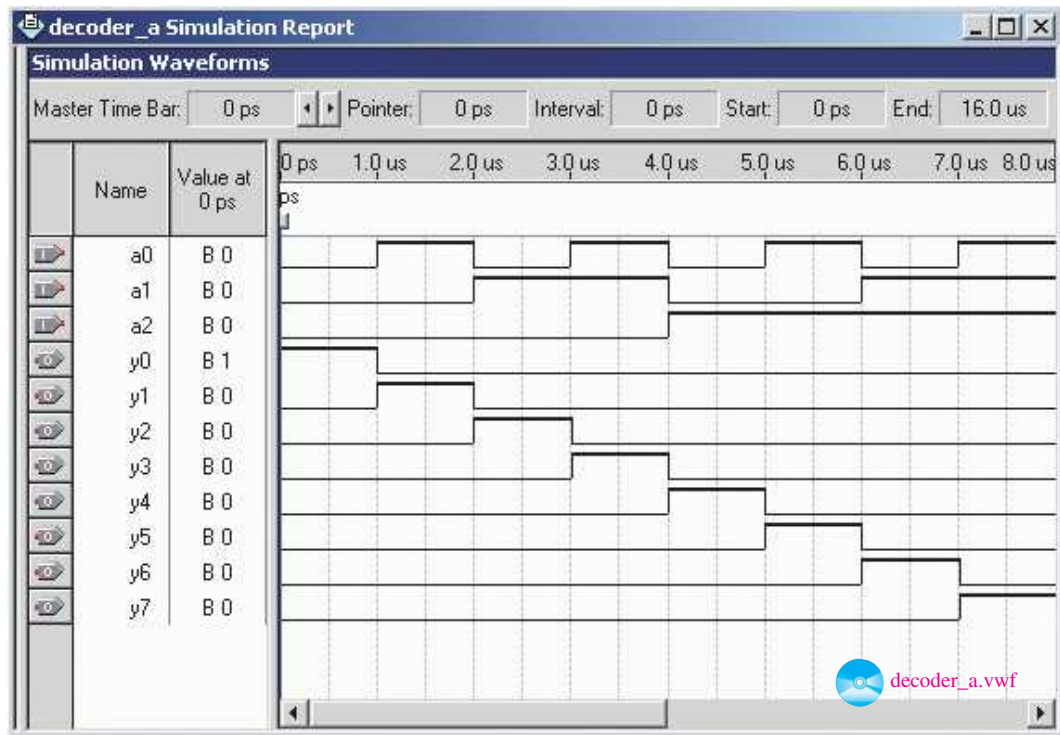 decoder_a Simulation Report
Simulation Waveforms
Master Time Bar: 0 ps Pointer: 0 ps Interval: 0 ps Start: 0 ps End: 16.0 us
Name Value at 0 ps 0 ps 1.0 us 2.0 us 3.0 us 4.0 us 5.0 us 6.0 us 7.0 us 8.0 us
ps
a0 B 0
a1 B 0
a2 B 0
y0 B 1
y1 B 0
y2 B 0
y3 B 0
y4 B 0
y5 B 0
y6 B 0
y7 B 0
decoder_a.vwf